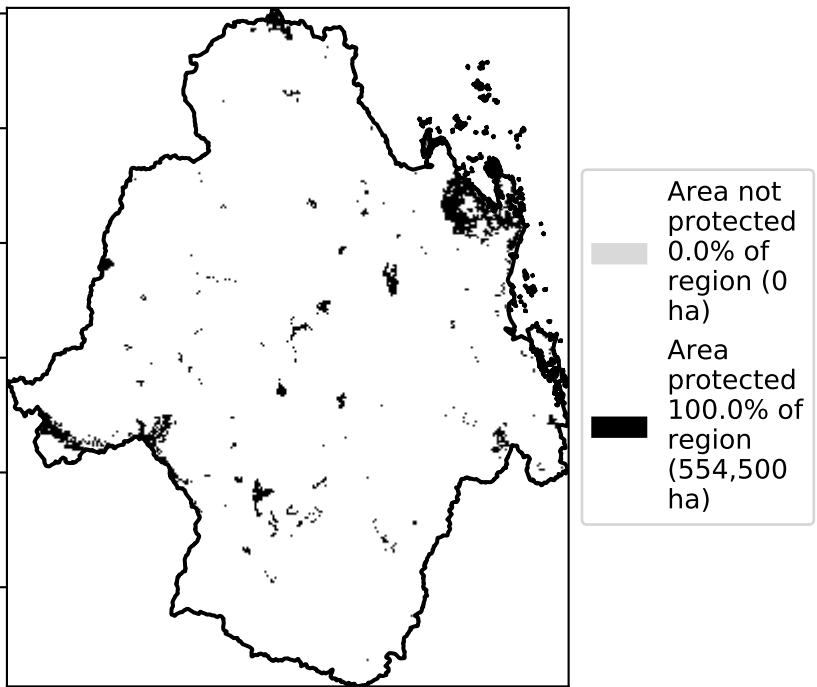 Area not
protected
0.0% of
region (0
ha)
Area
protected
100.0% of
region
(554,500
ha)